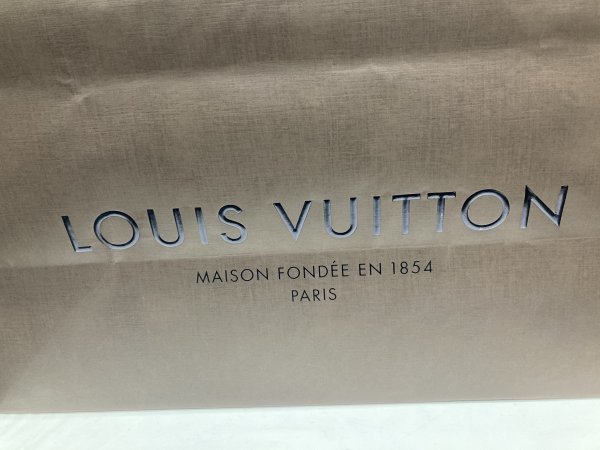 LOUIS VUITTON
MAISON FONDÉE EN 1854
PARIS